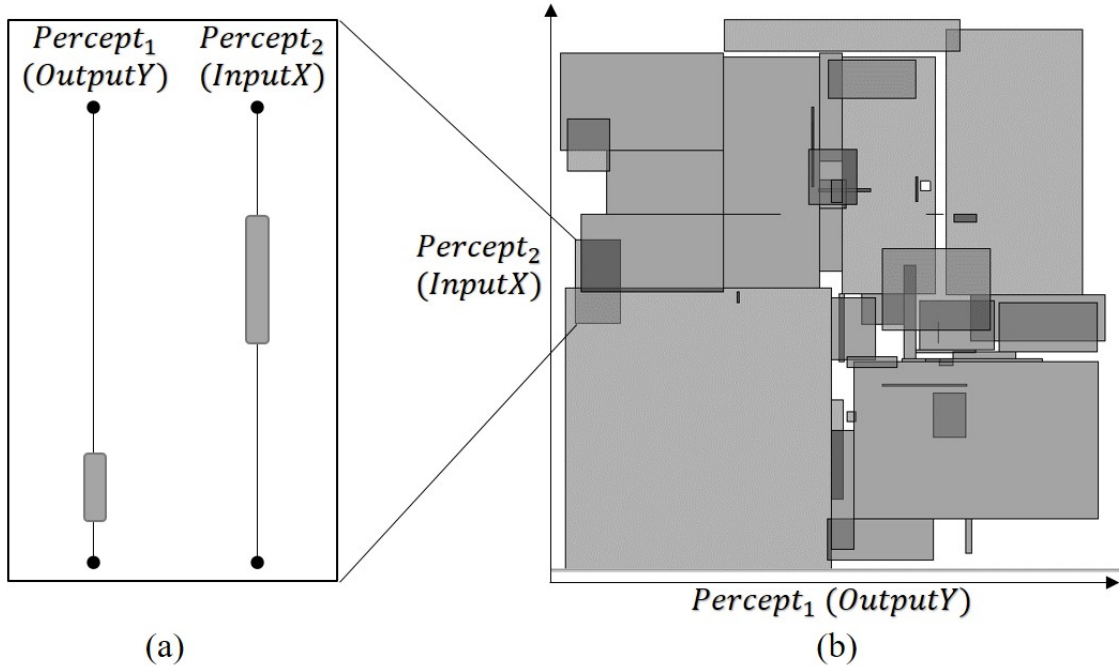 Percept₁ Percept₂
(OutputY) (InputX)
Percept₂
(InputX)
Percept₁ (OutputY)
(a)
(b)